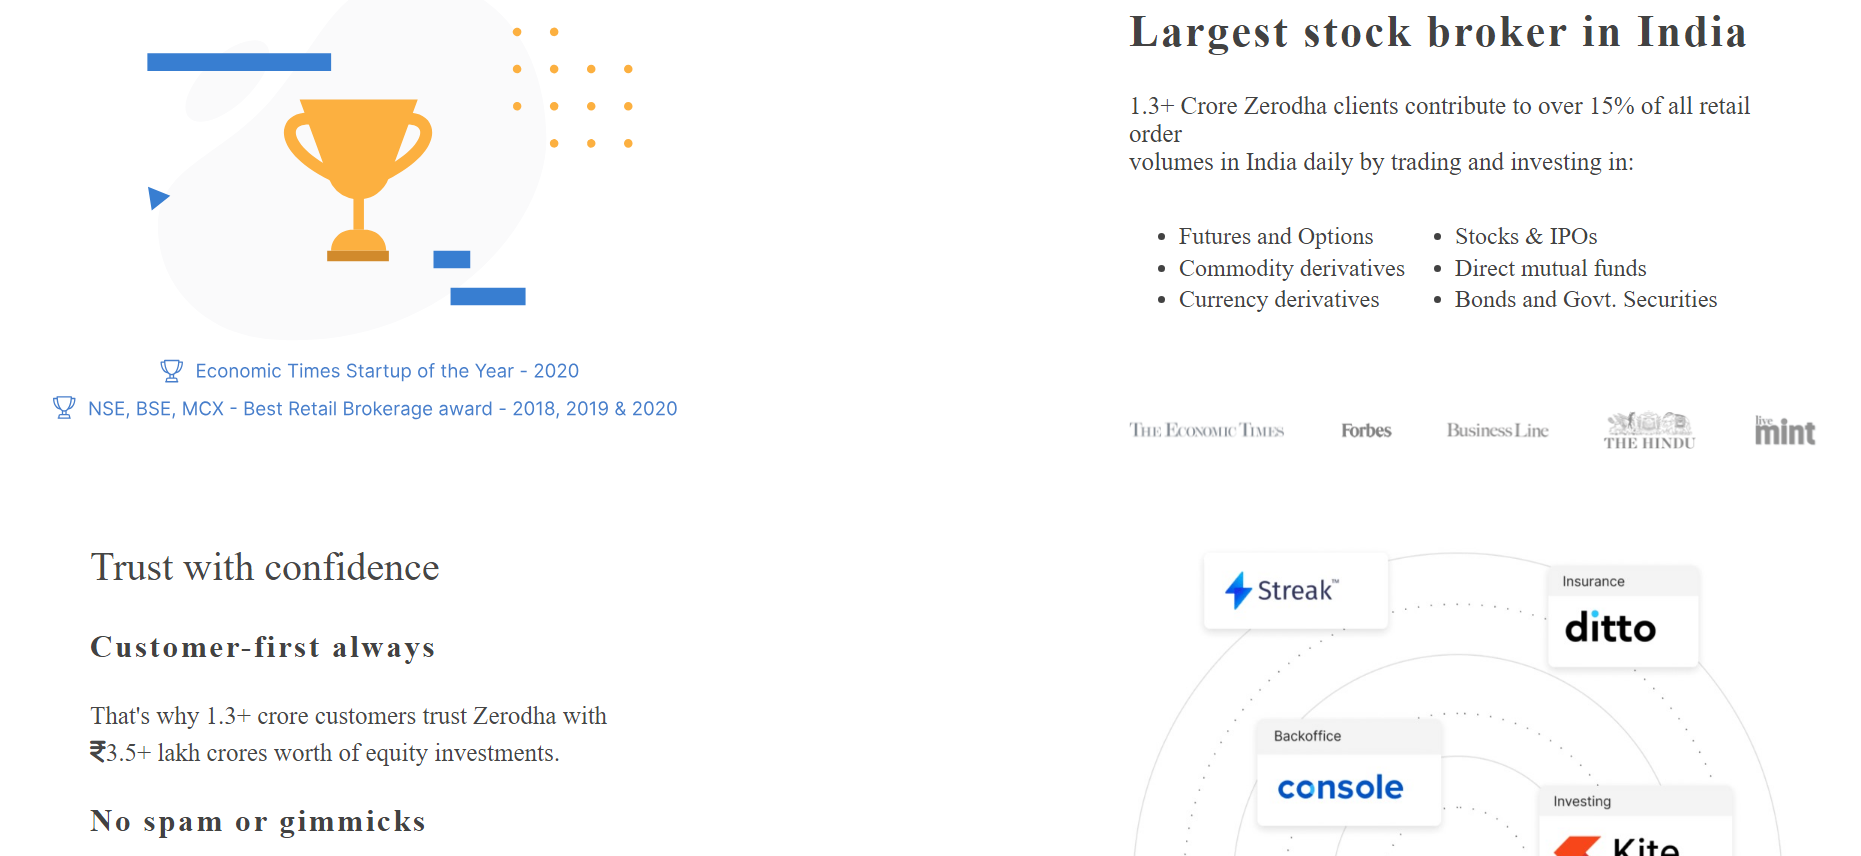 Largest stock broker in India
1.3+ Crore Zerodha clients contribute to over 15% of all retail
order
volumes in India daily by trading and investing in:
Futures and Options
Commodity derivatives
Currency derivatives
Stocks & IPOs
Direct mutual funds
Bonds and Govt. Securities
Economic Times Startup of the Year - 2020
NSE, BSE, MCX - Best Retail Brokerage award - 2018, 2019 & 2020
THE ECONOMIC TIMES
Forbes
BusinessLine
THE HINDU
live mint
Trust with confidence
Customer-first always
That's why 1.3+ crore customers trust Zerodha with
₹3.5+ lakh crores worth of equity investments.
No spam or gimmicks
Streak™
Insurance
ditto
Backoffice
console
Investing
Kite